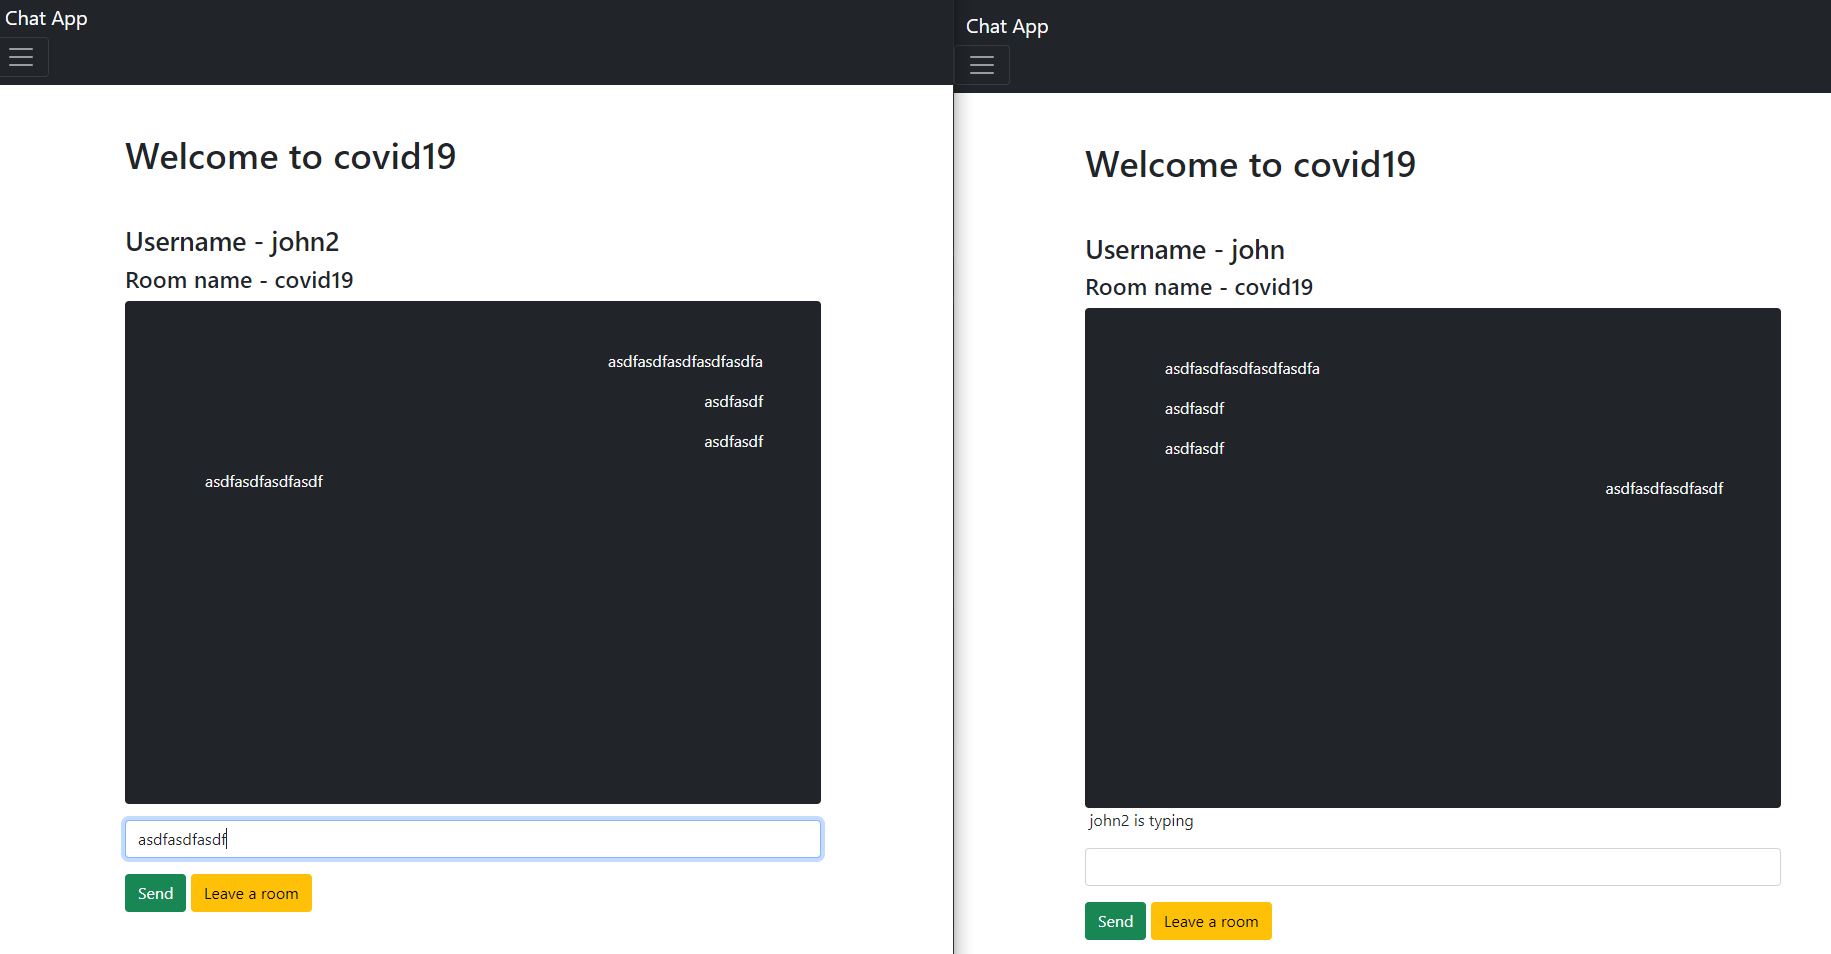 Chat App
Welcome to covid19
Username - john2
Room name - covid19
asdfasdfasdfasdfasdfa
asdfasdf
asdfasdf
asdfasdfasdfasdf
asdfasdfasdf
Send Leave a room
Chat App
Welcome to covid19
Username - john
Room name - covid19
asdfasdfasdfasdfasdfa
asdfasdf
asdfasdf
asdfasdfasdfasdf
john2 is typing
Send Leave a room